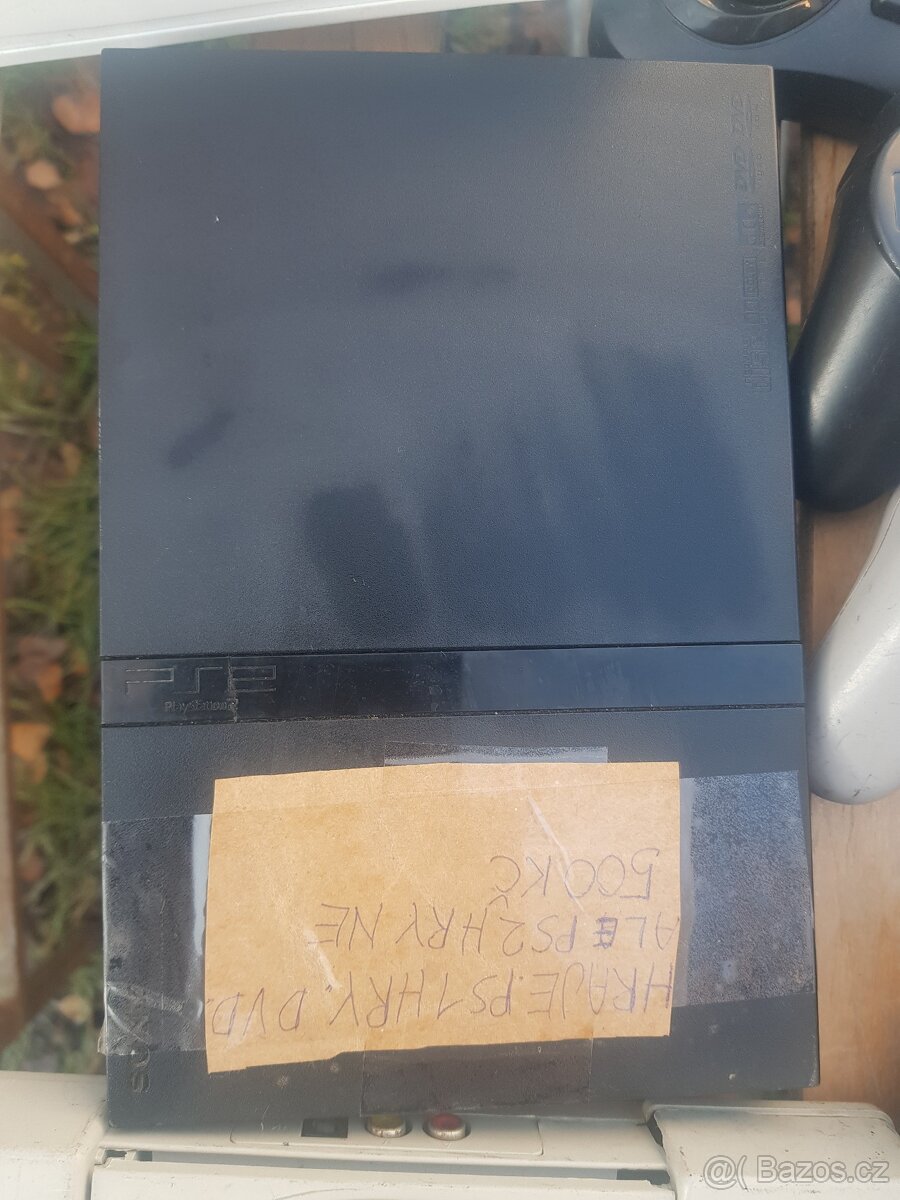 PS2
PlayStation 2
HRAJE.PS1 HRY DVD.
ALE PS2 HRY NE
500KČ
SONY
@( Bazos.cz